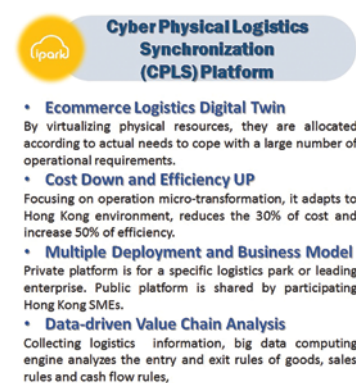 ipark
Cyber Physical Logistics
Synchronization
(CPLS) Platform
• Ecommerce Logistics Digital Twin
By virtualizing physical resources, they are allocated
according to actual needs to cope with a large number of
operational requirements.
• Cost Down and Efficiency UP
Focusing on operation micro-transformation, it adapts to
Hong Kong environment, reduces the 30% of cost and
increase 50% of efficiency.
• Multiple Deployment and Business Model
Private platform is for a specific logistics park or leading
enterprise. Public platform is shared by participating
Hong Kong SMEs.
• Data-driven Value Chain Analysis
Collecting logistics information, big data computing
engine analyzes the entry and exit rules of goods, sales
rules and cash flow rules,